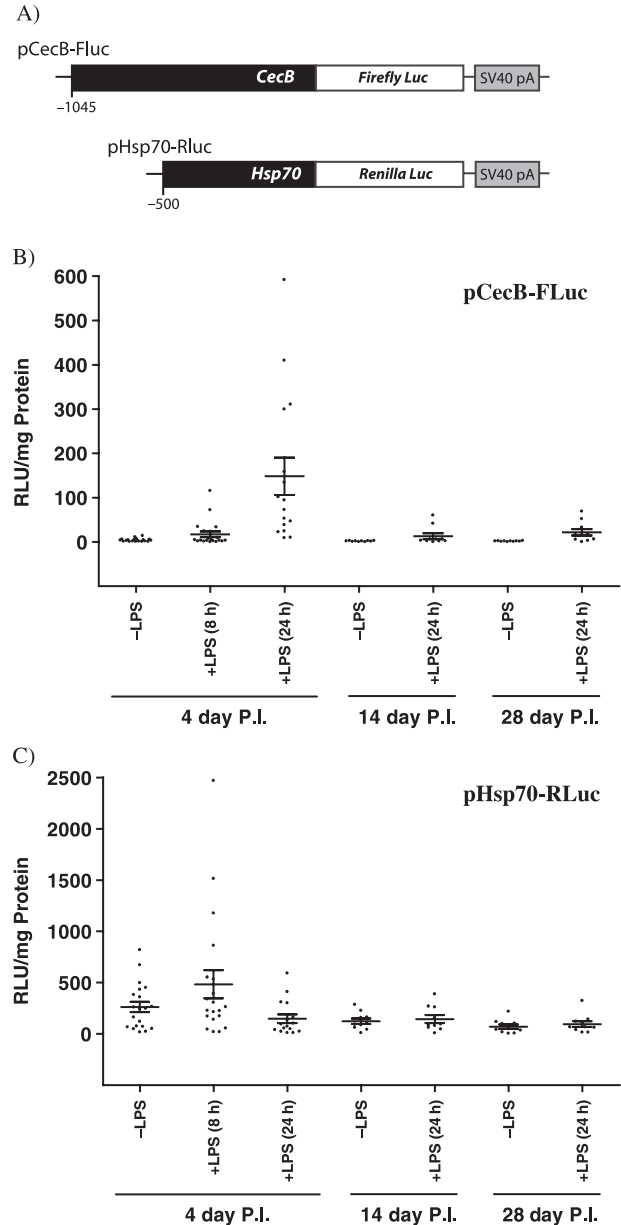 A)
pCecB-Fluc
CecB
Firefly Luc
SV40 pA
–1045
pHsp70-Rluc
Hsp70
Renilla Luc
SV40 pA
–500
B)
pCecB-FLuc
RLU/mg Protein
600
500
400
300
200
100
0
–LPS
+LPS (8 h)
+LPS (24 h)
–LPS
+LPS (24 h)
–LPS
+LPS (24 h)
4 day P.I.
14 day P.I.
28 day P.I.
C)
pHsp70-RLuc
RLU/mg Protein
2500
2000
1500
1000
500
0
–LPS
+LPS (8 h)
+LPS (24 h)
–LPS
+LPS (24 h)
–LPS
+LPS (24 h)
4 day P.I.
14 day P.I.
28 day P.I.